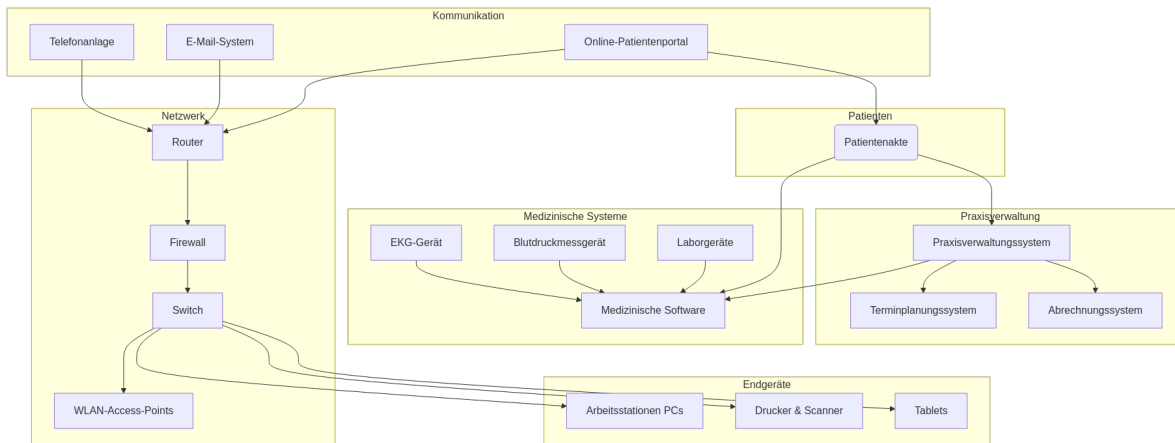 Kommunikation
Telefonanlage
E-Mail-System
Online-Patientenportal
Netzwerk
Router
Firewall
Switch
WLAN-Access-Points
Patienten
Patientenakte
Medizinische Systeme
EKG-Gerät
Blutdruckmessgerät
Laborgeräte
Medizinische Software
Praxisverwaltung
Praxisverwaltungssystem
Terminplanungssystem
Abrechnungssystem
Endgeräte
Arbeitsstationen PCs
Drucker & Scanner
Tablets